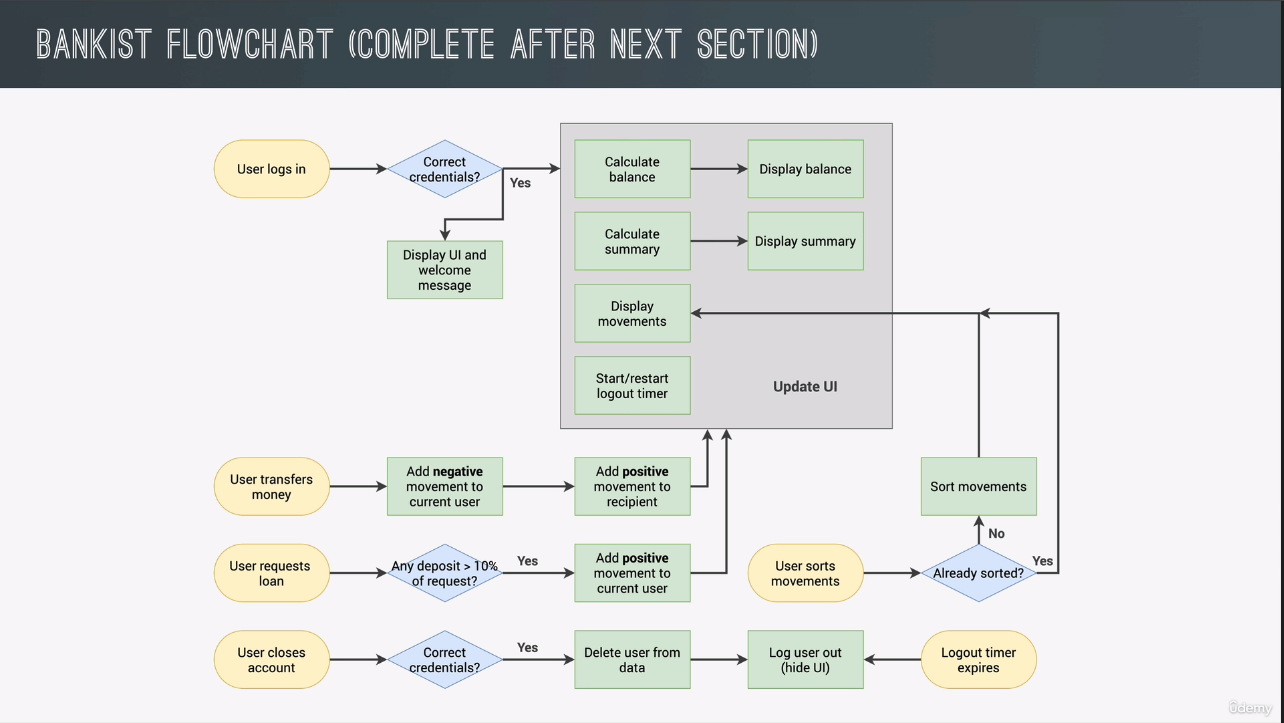 BANKIST FLOWCHART (COMPLETE AFTER NEXT SECTION)
User logs in
Correct
credentials?
Yes
Display UI and
welcome
message
Calculate
balance
Display balance
Calculate
summary
Display summary
Display
movements
Start/restart
logout timer
Update UI
User transfers
money
Add negative
movement to
current user
Add positive
movement to
recipient
Sort movements
No
User requests
loan
Any deposit > 10%
of request?
Yes
Add positive
movement to
current user
User sorts
movements
Already sorted?
Yes
User closes
account
Correct
credentials?
Yes
Delete user from
data
Log user out
(hide UI)
Logout timer
expires
ûdemy